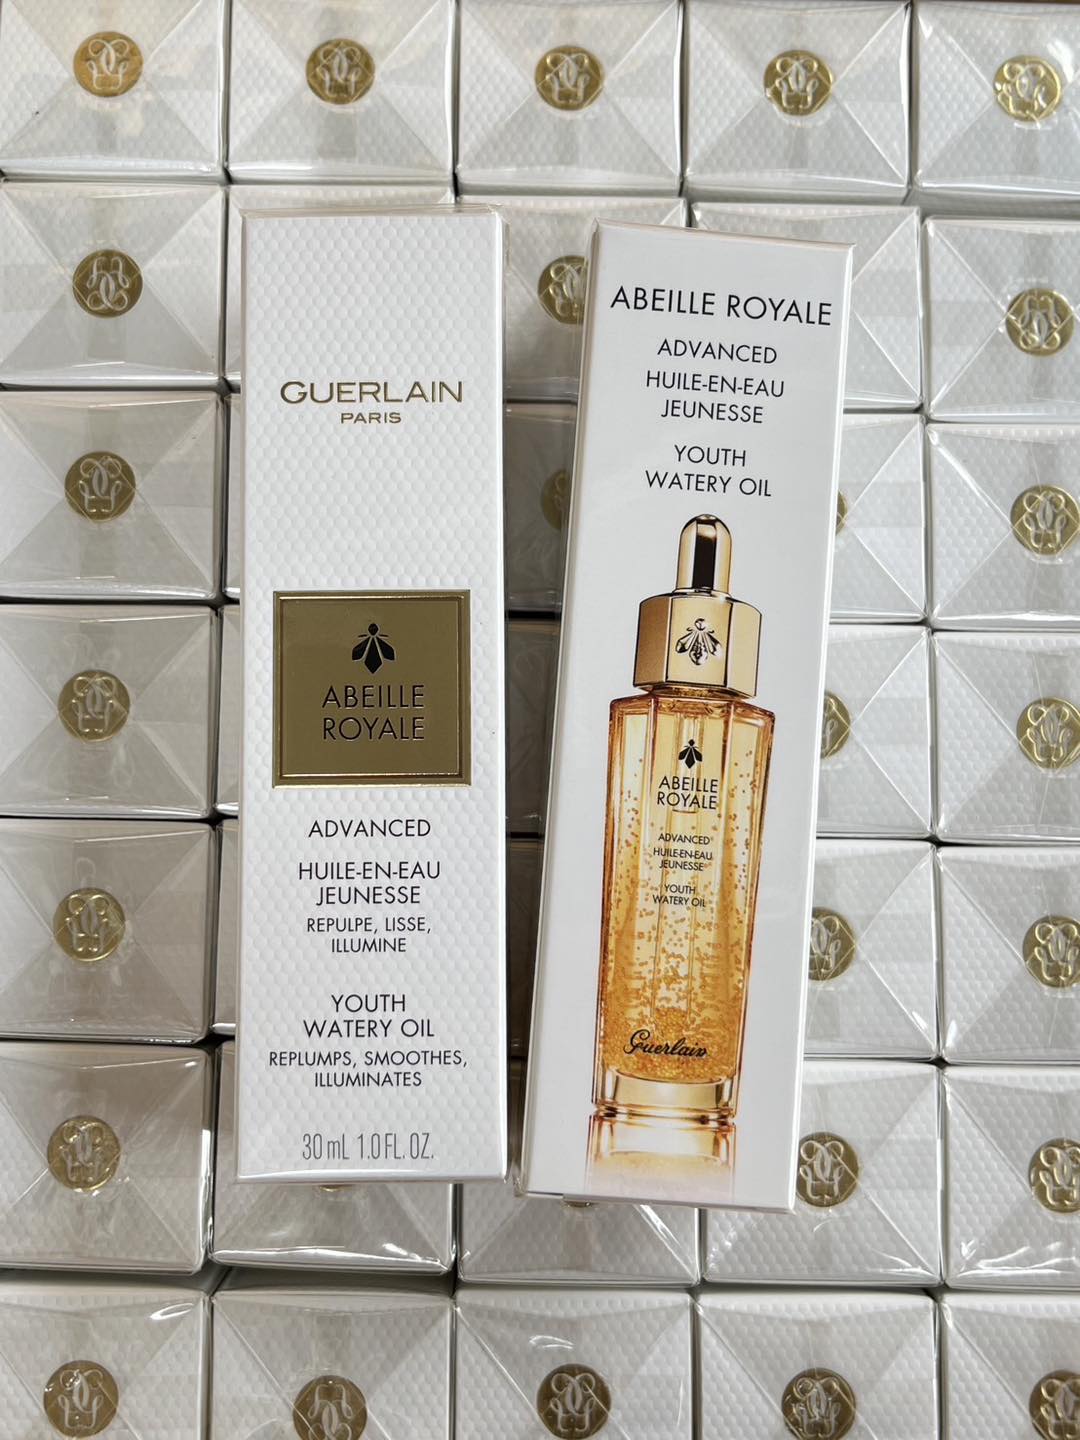 GUERLAIN
PARIS
ABEILLE
ROYALE
ADVANCED
HUILE-EN-EAU
JEUNESSE
REPULPE, LISSE,
ILLUMINE
YOUTH
WATERY OIL
REPLUMPS, SMOOTHES,
ILLUMINATES
30 mL 1.0 FL. OZ.
ABEILLE ROYALE
ADVANCED
HUILE-EN-EAU
JEUNESSE
YOUTH
WATERY OIL
ABEILLE
ROYALE
ADVANCED
HUILE-EN-EAU
JEUNESSE
YOUTH
WATERY OIL
Guerlain